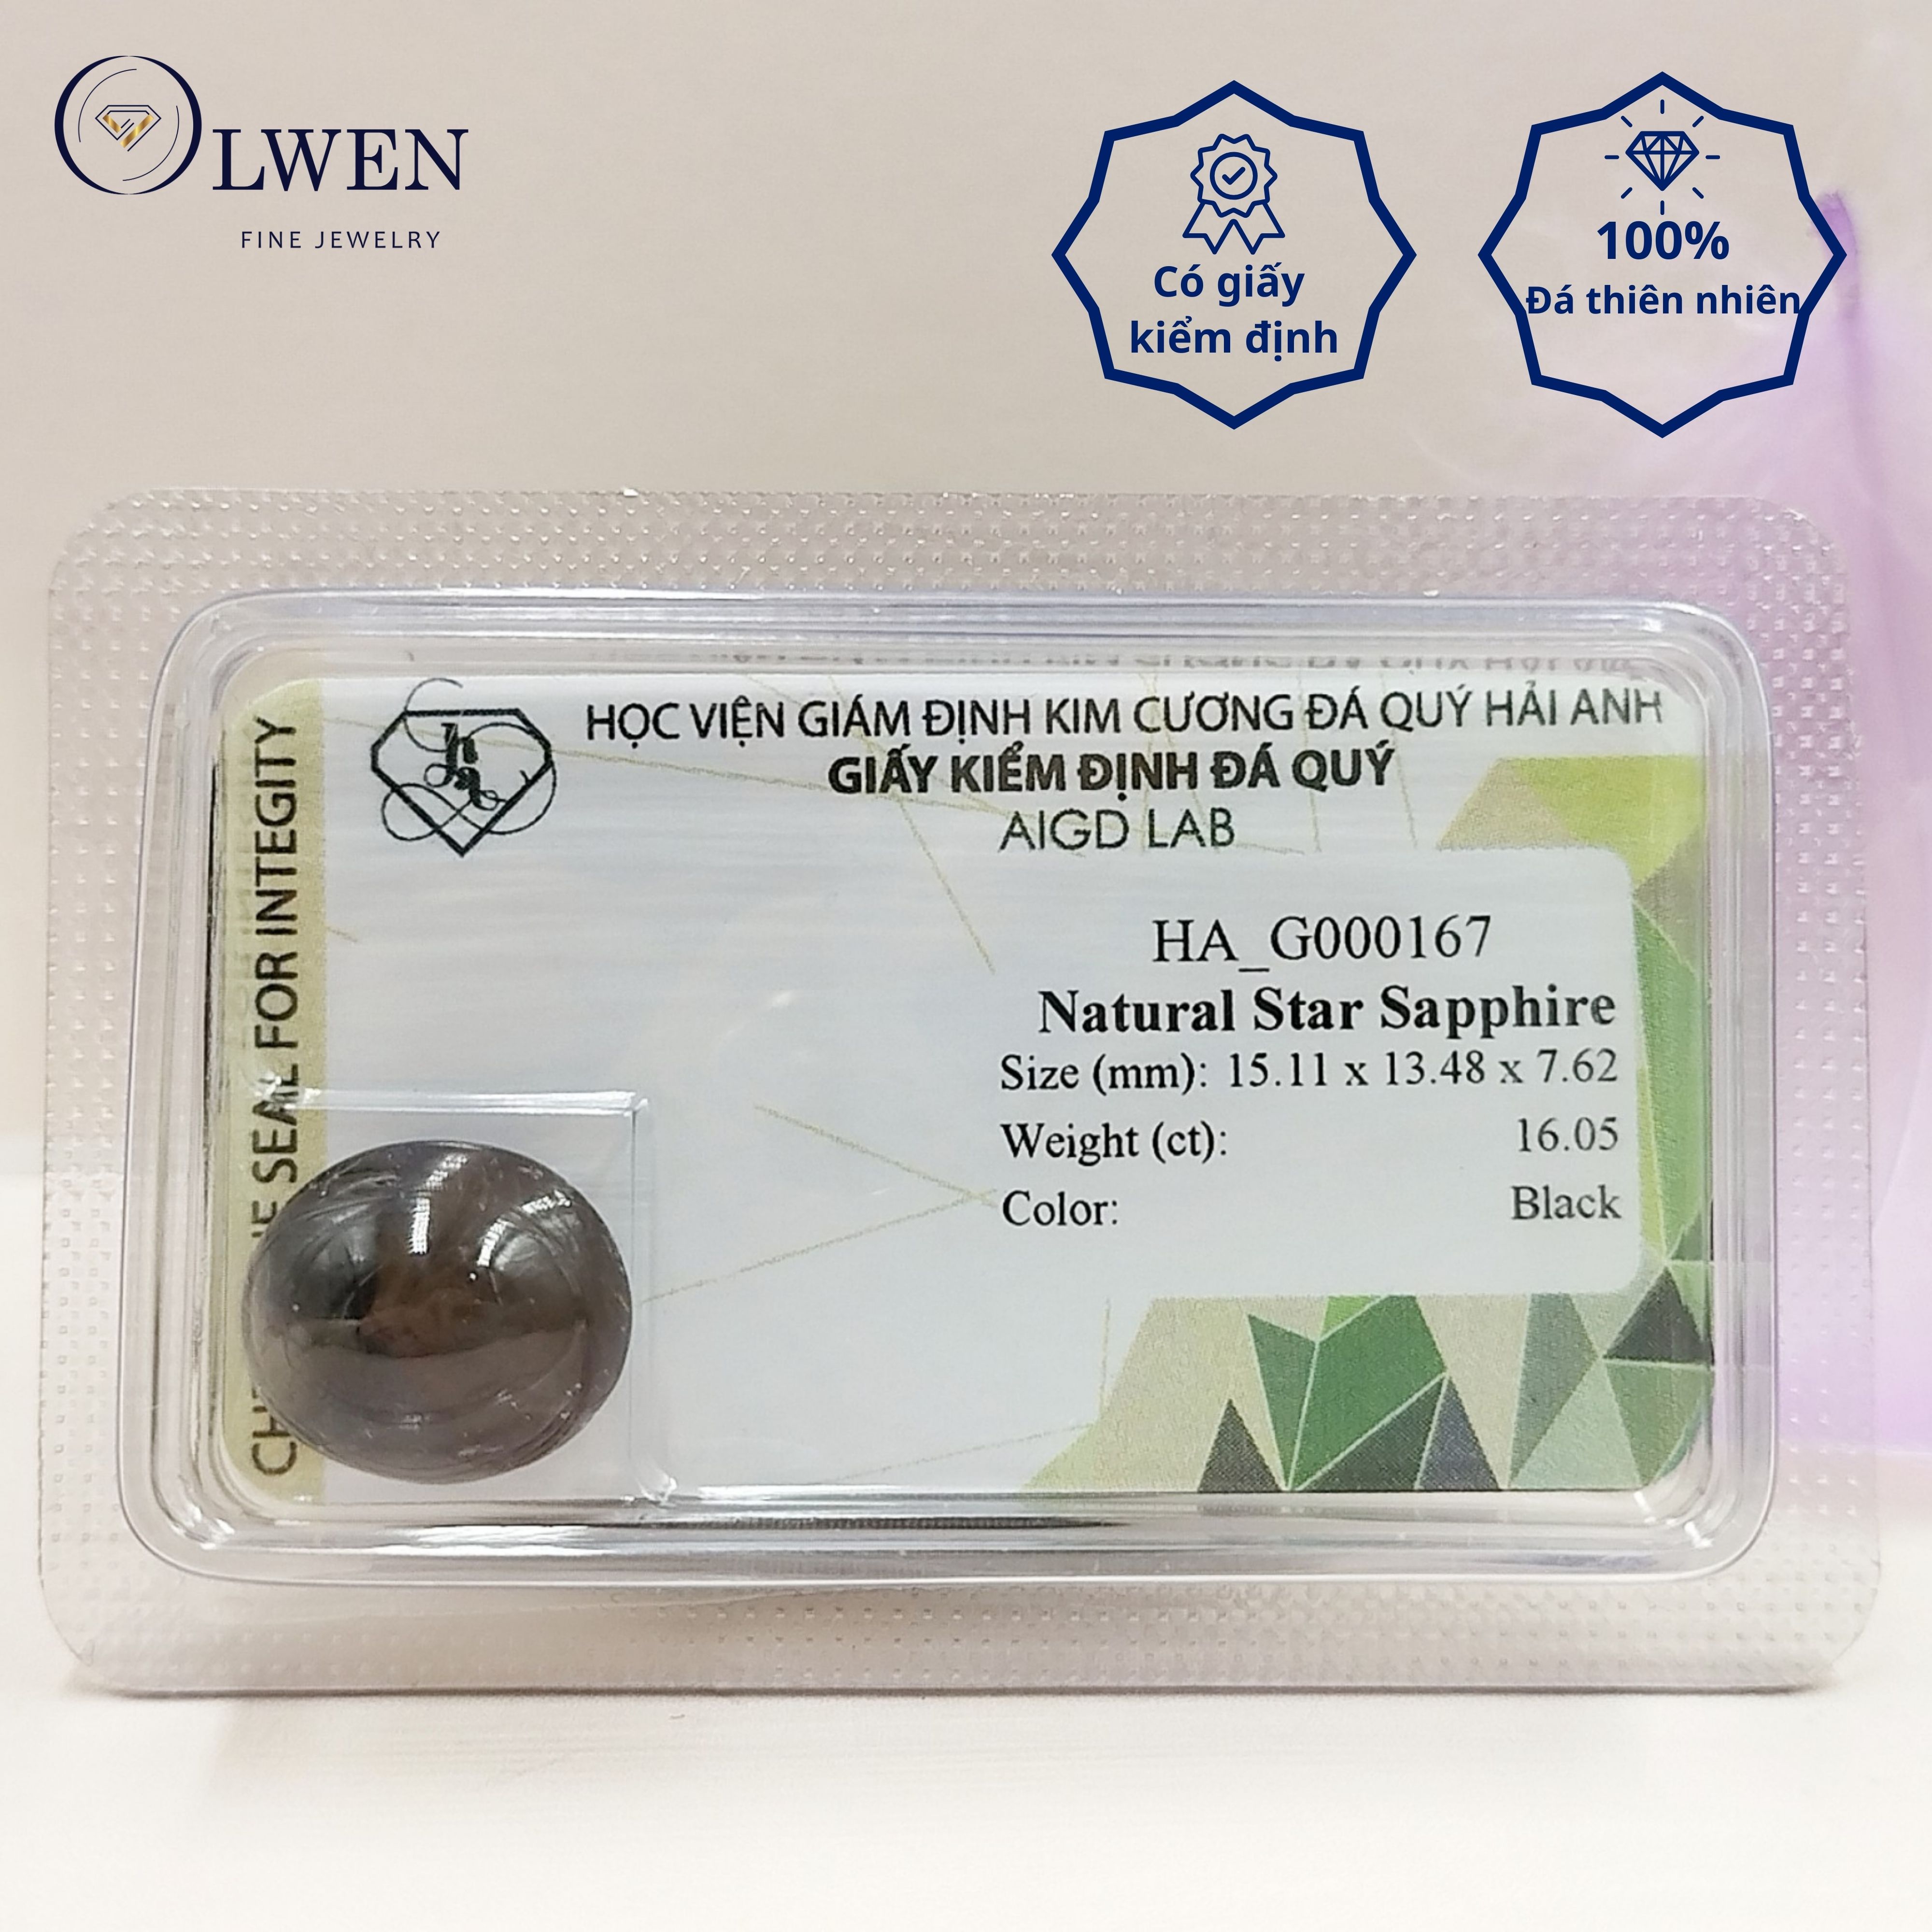 OLWEN
FINE JEWELRY
Có giấy
kiểm định
100%
Đá thiên nhiên
HỌC VIỆN GIÁM ĐỊNH KIM CƯƠNG ĐÁ QUÝ HẢI ANH
GIẤY KIỂM ĐỊNH ĐÁ QUÝ
AIGD LAB
SEAL FOR INTEGITY
HA_G000167
Natural Star Sapphire
Size (mm): 15.11 x 13.48 x 7.62
Weight (ct): 16.05
Color: Black